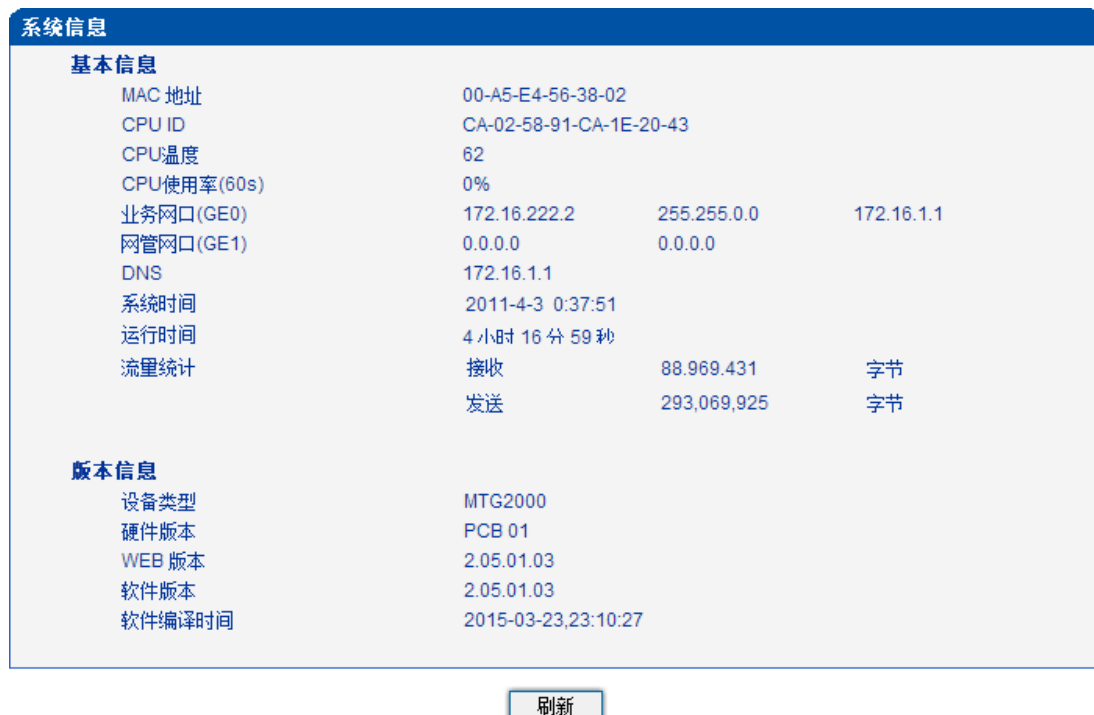 系统信息
基本信息
MAC 地址 00-A5-E4-56-38-02
CPU ID CA-02-58-91-CA-1E-20-43
CPU温度 62
CPU使用率(60s) 0%
业务网口(GE0) 172.16.222.2 255.255.0.0 172.16.1.1
网管网口(GE1) 0.0.0.0 0.0.0.0
DNS 172.16.1.1
系统时间 2011-4-3 0:37:51
运行时间 4 小时 16 分 59 秒
流量统计 接收 88.969.431 字节
发送 293,069,925 字节
版本信息
设备类型 MTG2000
硬件版本 PCB 01
WEB 版本 2.05.01.03
软件版本 2.05.01.03
软件编译时间 2015-03-23,23:10:27
刷新